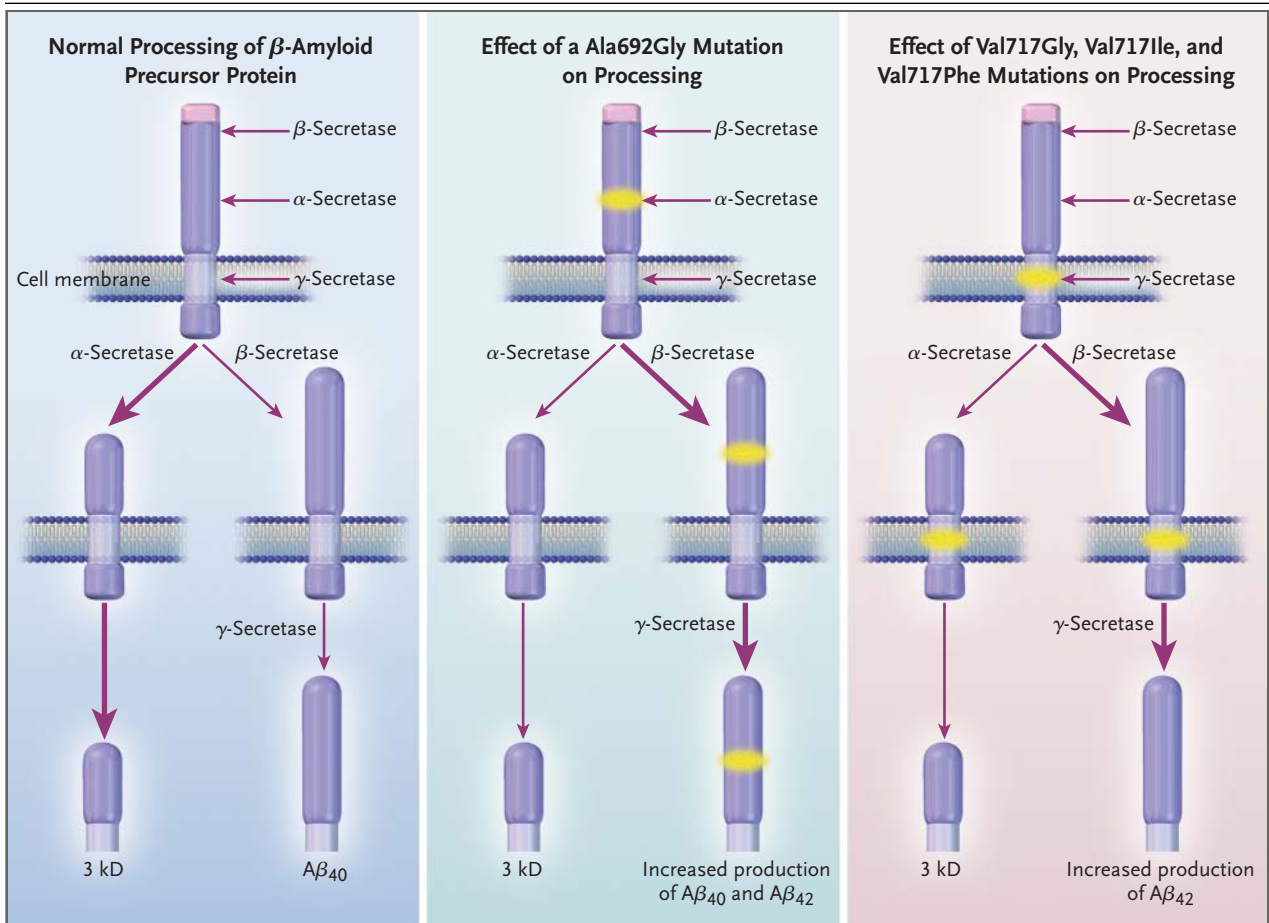 Normal Processing of β-Amyloid
Precursor Protein
β-Secretase
α-Secretase
Cell membrane
γ-Secretase
α-Secretase
β-Secretase
γ-Secretase
3 kD
Aβ40
Effect of a Ala692Gly Mutation
on Processing
β-Secretase
α-Secretase
γ-Secretase
α-Secretase
β-Secretase
γ-Secretase
3 kD
Increased production
of Aβ40 and Aβ42
Effect of Val717Gly, Val717Ile, and
Val717Phe Mutations on Processing
β-Secretase
α-Secretase
γ-Secretase
α-Secretase
β-Secretase
γ-Secretase
3 kD
Increased production
of Aβ42